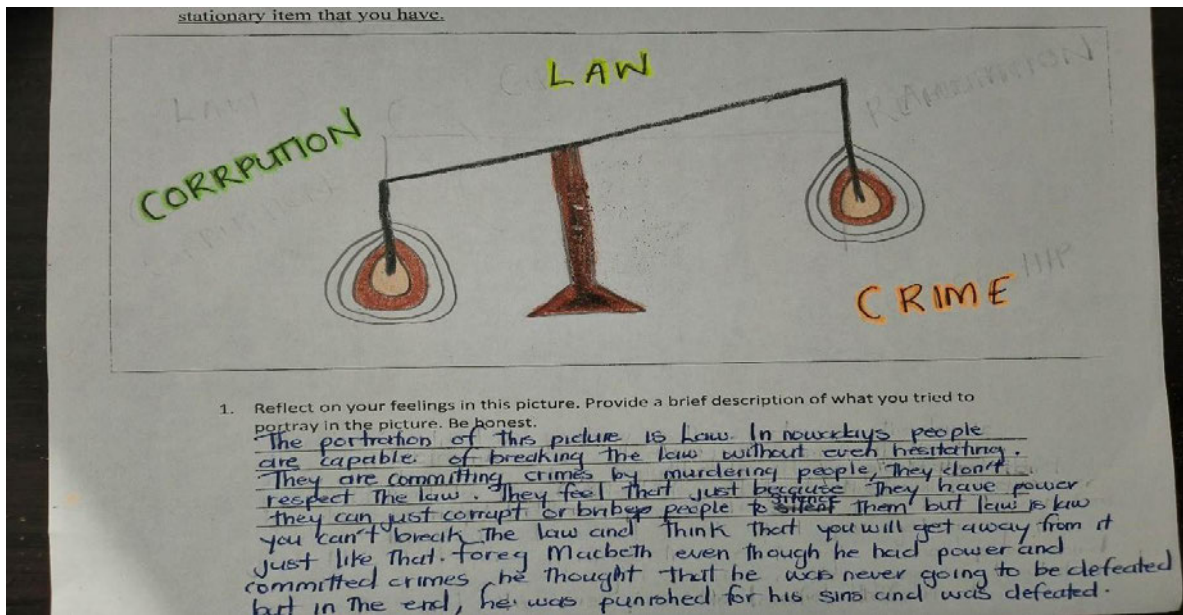 stationary item that you have.
LAW
CORRPUTION
CRIME
1. Reflect on your feelings in this picture. Provide a brief description of what you tried to
portray in the picture. Be honest.
The portration of this picture is Law. In nowadays people
are capable of breaking the law without even hesitating.
They are committing crimes by murdering people, They don't
respect The law. They feel That just because They have power
they can just corrupt or bribe people to silence Them but law is law
you can't break The law and Think That you will get away from it
just like That. For eg Macbeth even though he had power and
committed crimes he Thought that he was never going to be defeated
but in The end, he was punished for his sins and was defeated.